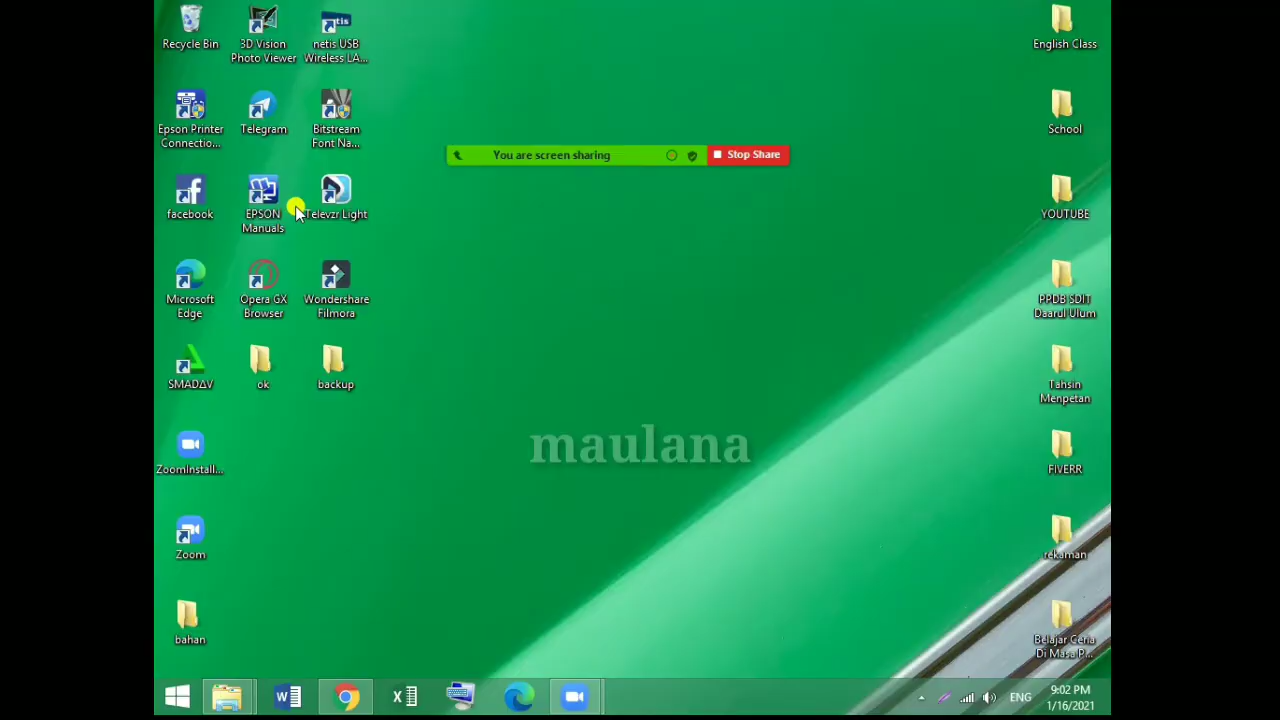 Recycle Bin
3D Vision
Photo Viewer
netis
netis USB
Wireless LA...
English Class
Epson Printer
Connectio...
Telegram
Bitstream
Font Na...
School
You are screen sharing
Stop Share
facebook
EPSON
Manuals
Televzr Light
YOUTUBE
Microsoft
Edge
Opera GX
Browser
Wondershare
Filmora
PPDB SDIT
Daarul Ulum
SMADΔV
ok
backup
Tahsin
Menpetan
maulana
ZoomInstall...
FIVERR
Zoom
rekaman
bahan
Belajar Ceria
Di Masa P...
ENG
9:02 PM
1/16/2021